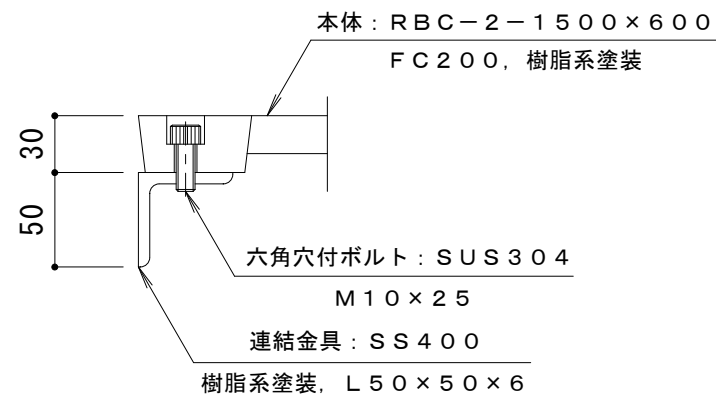 本体：ＲＢＣ－２－１５００×６００
ＦＣ２００，樹脂系塗装
30
50
六角穴付ボルト：ＳＵＳ３０４
Ｍ１０×２５
連結金具：ＳＳ４００
樹脂系塗装，Ｌ５０×５０×６